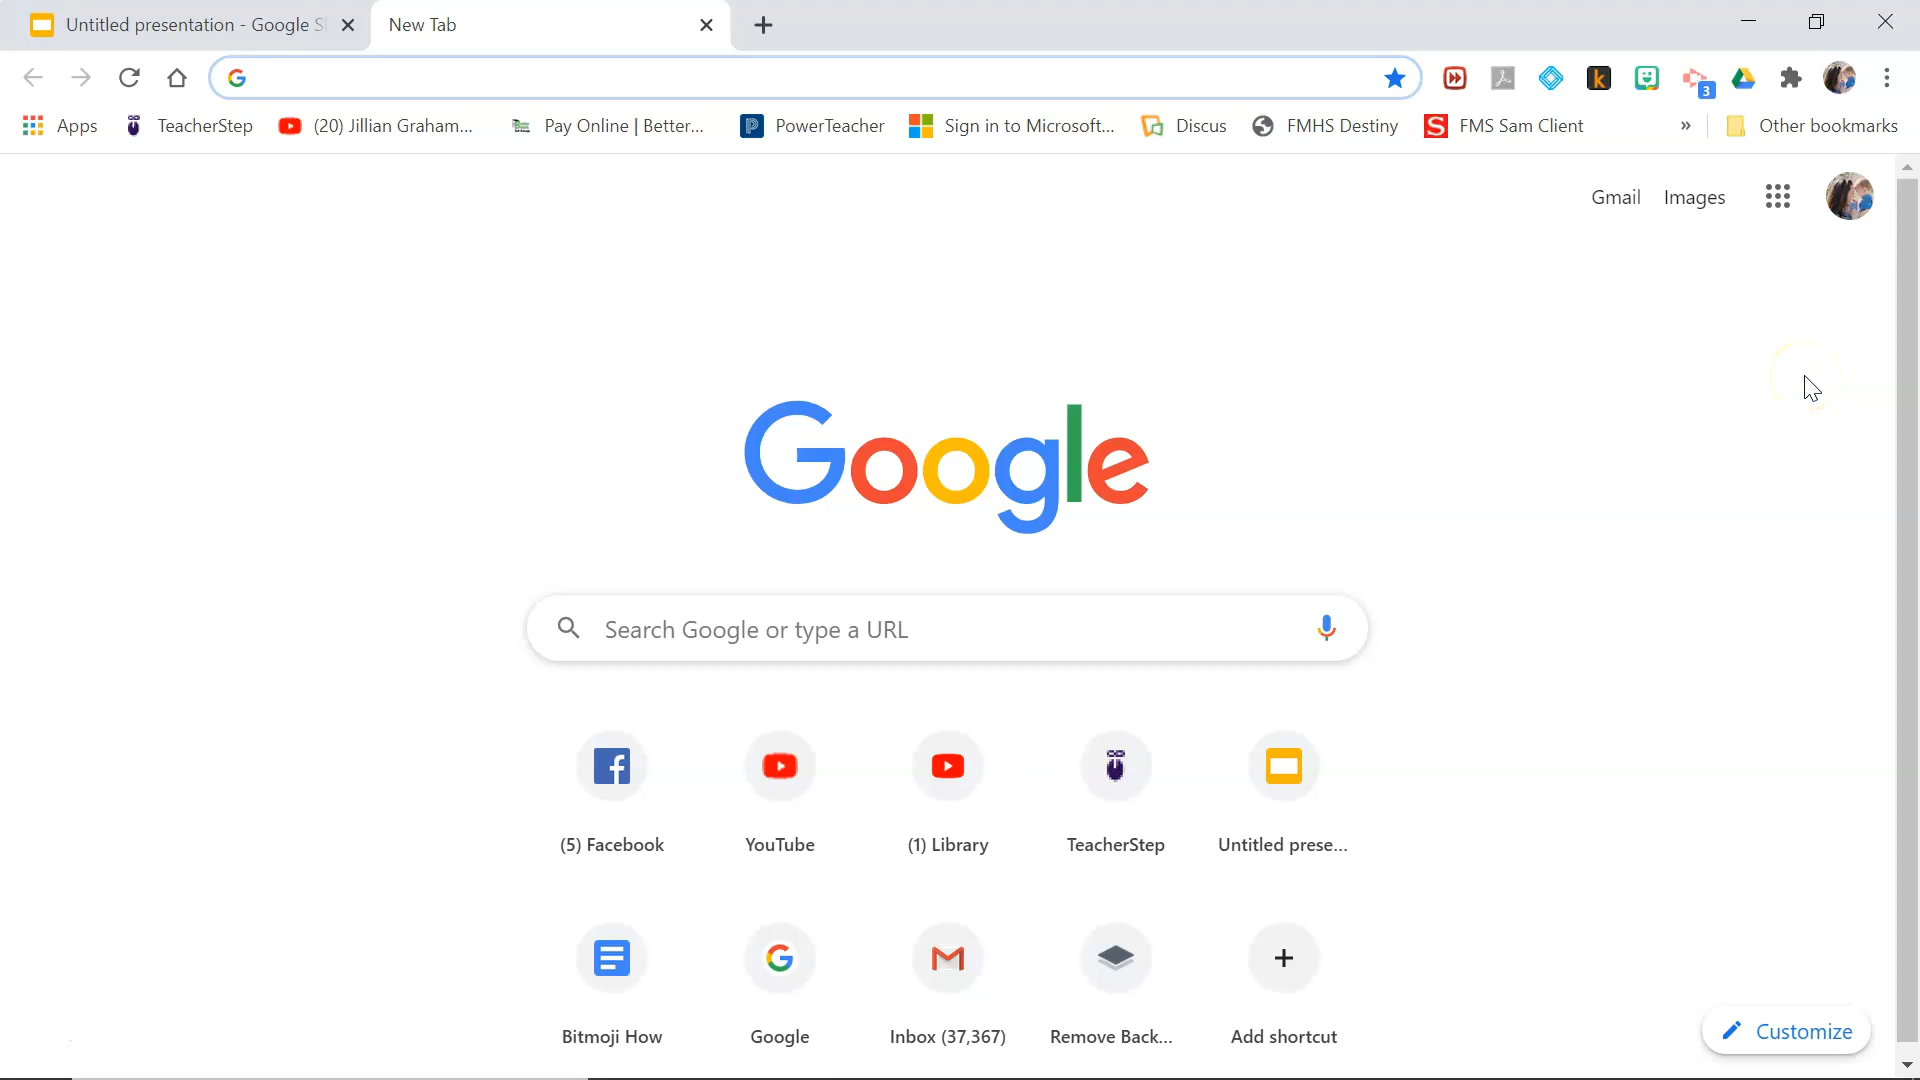 Untitled presentation - Google Sl
New Tab
3
Apps
TeacherStep
(20) Jillian Graham...
Pay Online | Better...
PowerTeacher
Sign in to Microsoft...
Discus
FMHS Destiny
FMS Sam Client
»
Other bookmarks
Gmail
Images
Google
Search Google or type a URL
(5) Facebook
YouTube
(1) Library
TeacherStep
Untitled prese...
Bitmoji How
Google
Inbox (37,367)
Remove Back...
Add shortcut
Customize